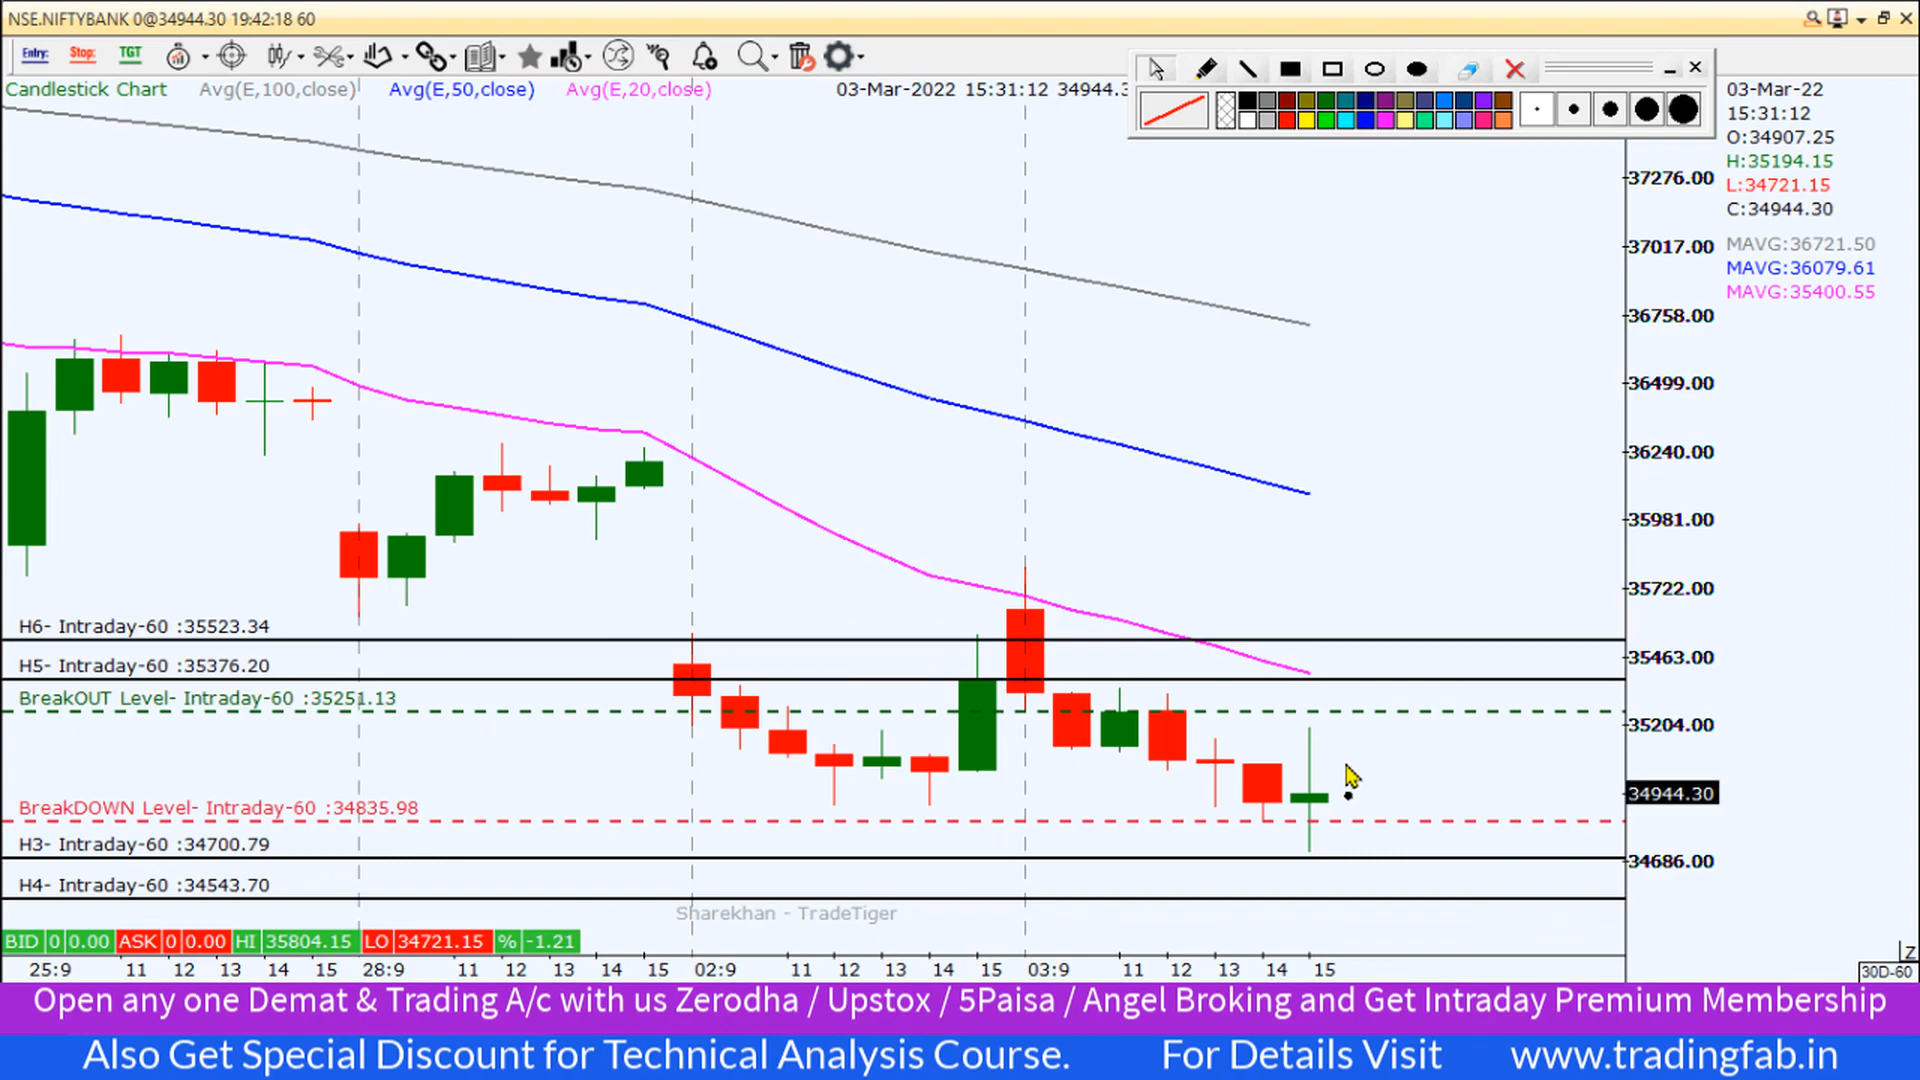 NSE.NIFTYBANK 0@34944.30 19:42:18 60
Entry: Stop: TGT
Candlestick Chart Avg(E,100,close) Avg(E,50,close) Avg(E,20,close) 03-Mar-2022 15:31:12 34944.3
03-Mar-22
15:31:12
O:34907.25
H:35194.15
L:34721.15
C:34944.30
MAVG:36721.50
MAVG:36079.61
MAVG:35400.55
37276.00
37017.00
36758.00
36499.00
36240.00
35981.00
35722.00
35463.00
35204.00
34944.30
34686.00
H6- Intraday-60 :35523.34
H5- Intraday-60 :35376.20
BreakOUT Level- Intraday-60 :35251.13
BreakDOWN Level- Intraday-60 :34835.98
H3- Intraday-60 :34700.79
H4- Intraday-60 :34543.70
Sharekhan - TradeTiger
BID 0 0.00 ASK 0 0.00 HI 35804.15 LO 34721.15 % -1.21
25:9 11 12 13 14 15 28:9 11 12 13 14 15 02:9 11 12 13 14 15 03:9 11 12 13 14 15
Z
30D-60
Open any one Demat & Trading A/c with us Zerodha / Upstox / 5Paisa / Angel Broking and Get Intraday Premium Membership
Also Get Special Discount for Technical Analysis Course. For Details Visit www.tradingfab.in